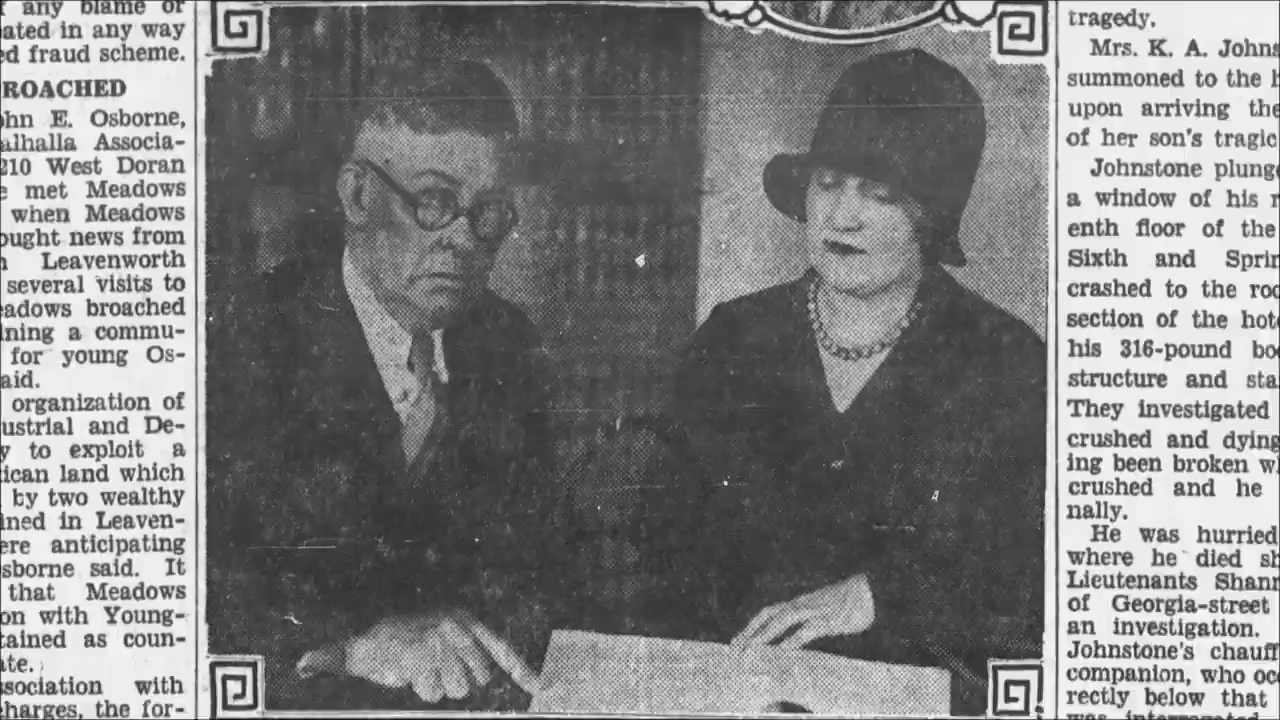 any blame or
ated in any way
ed fraud scheme.
ROACHED
ohn E. Osborne,
alhalla Associa-
210 West Doran
e met Meadows
when Meadows
ought news from
n Leavenworth
several visits to
eadows broached
ining a commu-
for young Os-
aid.
organization of
ustrial and De-
y to exploit a
ican land which
by two wealthy
ined in Leaven-
ere anticipating
sborne said. It
that Meadows
on with Young-
tained as coun-
ate.
ssociation with
charges, the for-
tragedy.
Mrs. K. A. Johns
summoned to the h
upon arriving the
of her son's tragic
Johnstone plung
a window of his r
enth floor of the
Sixth and Sprin
crashed to the roo
section of the hote
his 316-pound bo
structure and sta
They investigated
crushed and dying
ing been broken w
crushed and he
nally.
He was hurried
where he died sh
Lieutenants Shann
of Georgia-street
an investigation.
Johnstone's chauff
companion, who occ
rectly below that